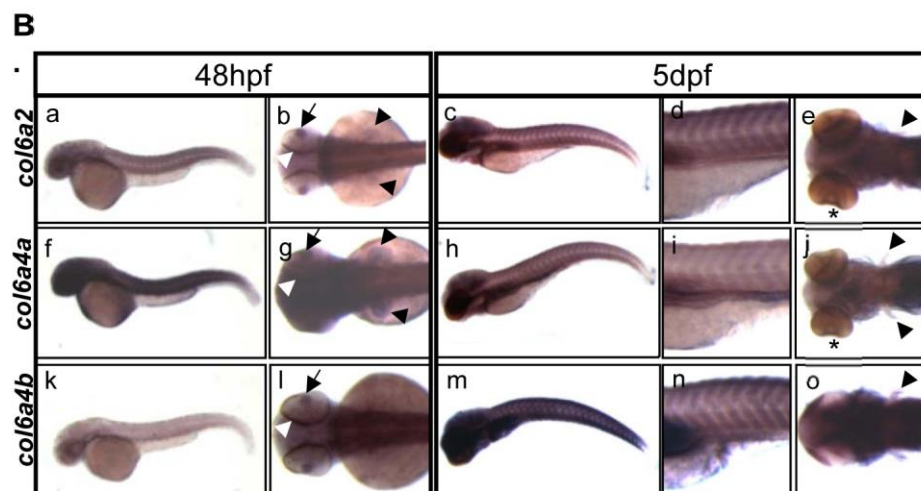 B
.
48hpf 5dpf
col6a2 a b c d e
*
col6a4a f g h i j
*
col6a4b k l m n o